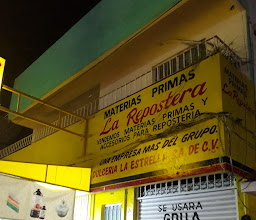 MATERIAS PRIMAS
La Repostera
VENDEMOS MATERIAS PRIMAS Y
ACCESORIOS PARA REPOSTERIA
UNA EMPRESA MAS DEL GRUPO
DULCERIA LA ESTRELLA S.A DE C.V.
SE USARA
GRUA